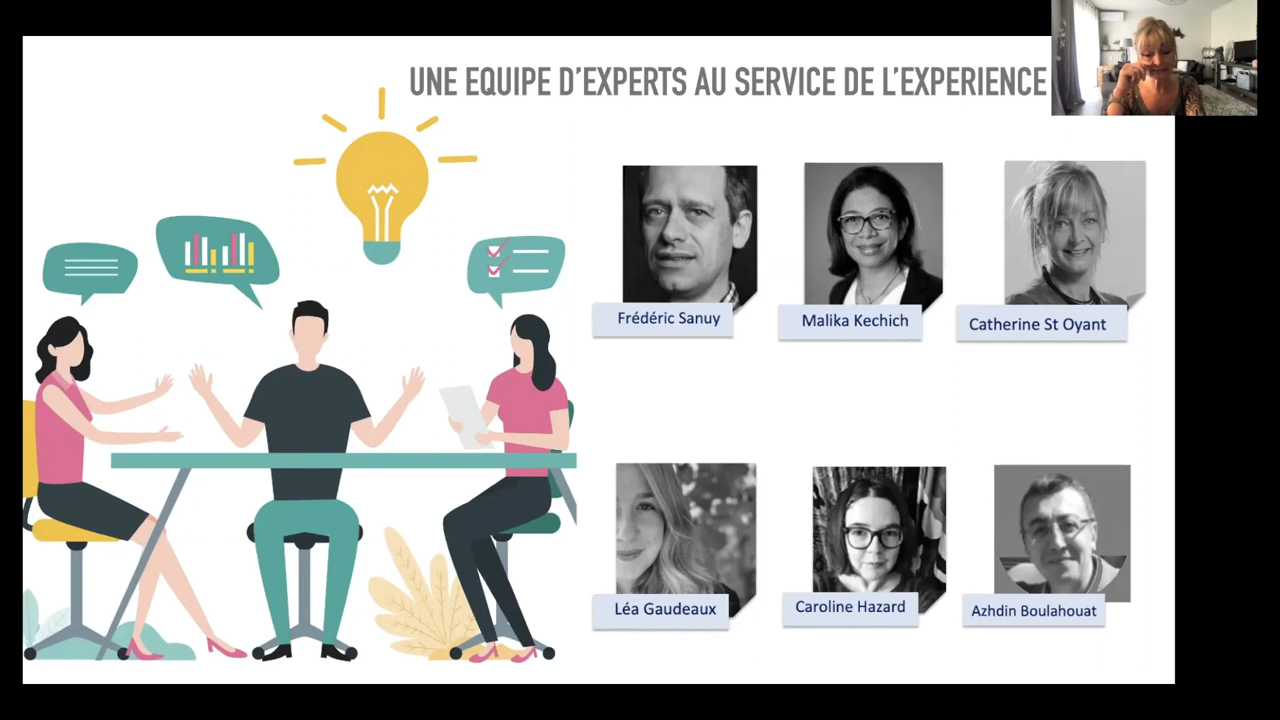 UNE EQUIPE D'EXPERTS AU SERVICE DE L'EXPERIENCE
Frédéric Sanuy
Malika Kechich
Catherine St Oyant
Léa Gaudeaux
Caroline Hazard
Azhdin Boulahouat